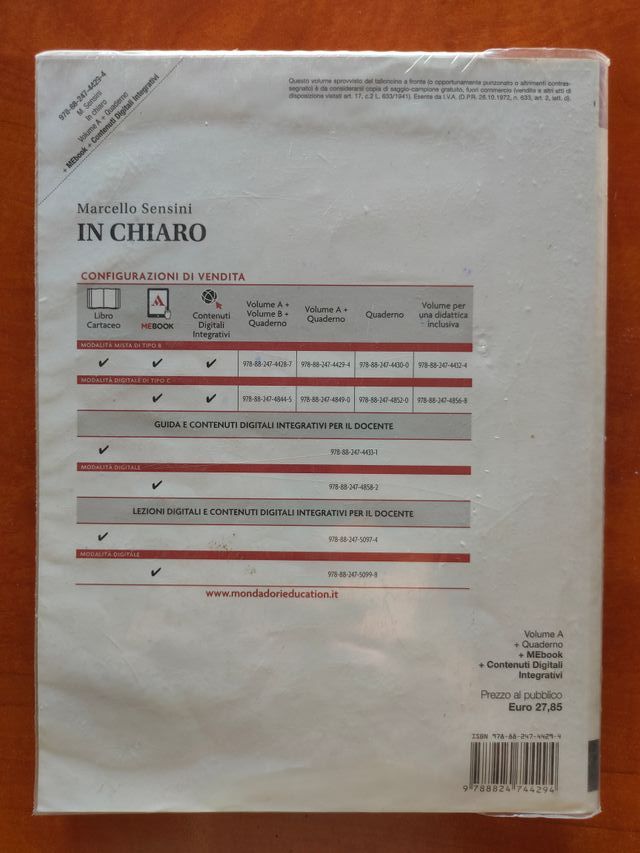 978-88-247-4429-4
M. Sensini
In chiaro
Volume A + Quaderno
+ MEbook + Contenuti Digitali Integrativi
Questo volume sprovvisto del talloncino a fronte (o opportunamente punzonato o altrimenti contras-
segnato) è da considerarsi copia di saggio-campione gratuito, fuori commercio (vendita e altri atti di
disposizione vietati art. 17, c.2 L. 633/1941). Esente da I.V.A. (D.P.R. 26.10.1972, n. 633, art. 2, lett. d).
Marcello Sensini
IN CHIARO
CONFIGURAZIONI DI VENDITA
Libro
Cartaceo
MEBOOK
Contenuti
Digitali
Integrativi
Volume A +
Volume B +
Quaderno
Volume A +
Quaderno
Quaderno
Volume per
una didattica
inclusiva
MODALITÀ MISTA DI TIPO B
✔ ✔ ✔ 978-88-247-4428-7 978-88-247-4429-4 978-88-247-4430-0 978-88-247-4432-4
MODALITÀ DIGITALE DI TIPO C
✔ ✔ 978-88-247-4844-5 978-88-247-4849-0 978-88-247-4852-0 978-88-247-4856-8
GUIDA E CONTENUTI DIGITALI INTEGRATIVI PER IL DOCENTE
✔ 978-88-247-4433-1
MODALITÀ DIGITALE
✔ 978-88-247-4858-2
LEZIONI DIGITALI E CONTENUTI DIGITALI INTEGRATIVI PER IL DOCENTE
✔ 978-88-247-5097-4
MODALITÀ DIGITALE
✔ 978-88-247-5099-8
www.mondadorieducation.it
Volume A
+ Quaderno
+ MEbook
+ Contenuti Digitali
Integrativi
Prezzo al pubblico
Euro 27,85
ISBN 978-88-247-4429-4
9 788824 744294